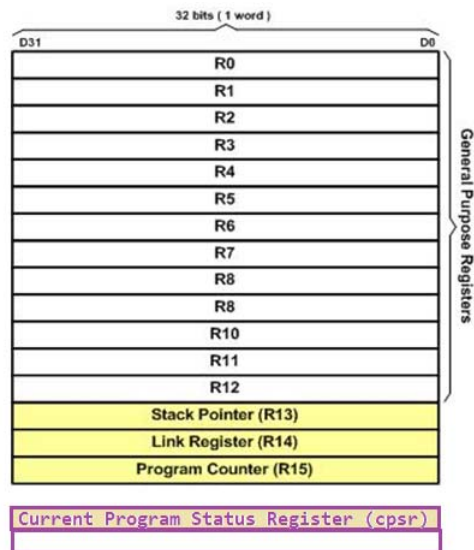 32 bits ( 1 word )
D31 D0
R0
R1
R2
R3
R4
R5
R6
R7
R8
R8
R10
R11
R12
General Purpose Registers
Stack Pointer (R13)
Link Register (R14)
Program Counter (R15)
Current Program Status Register (cpsr)